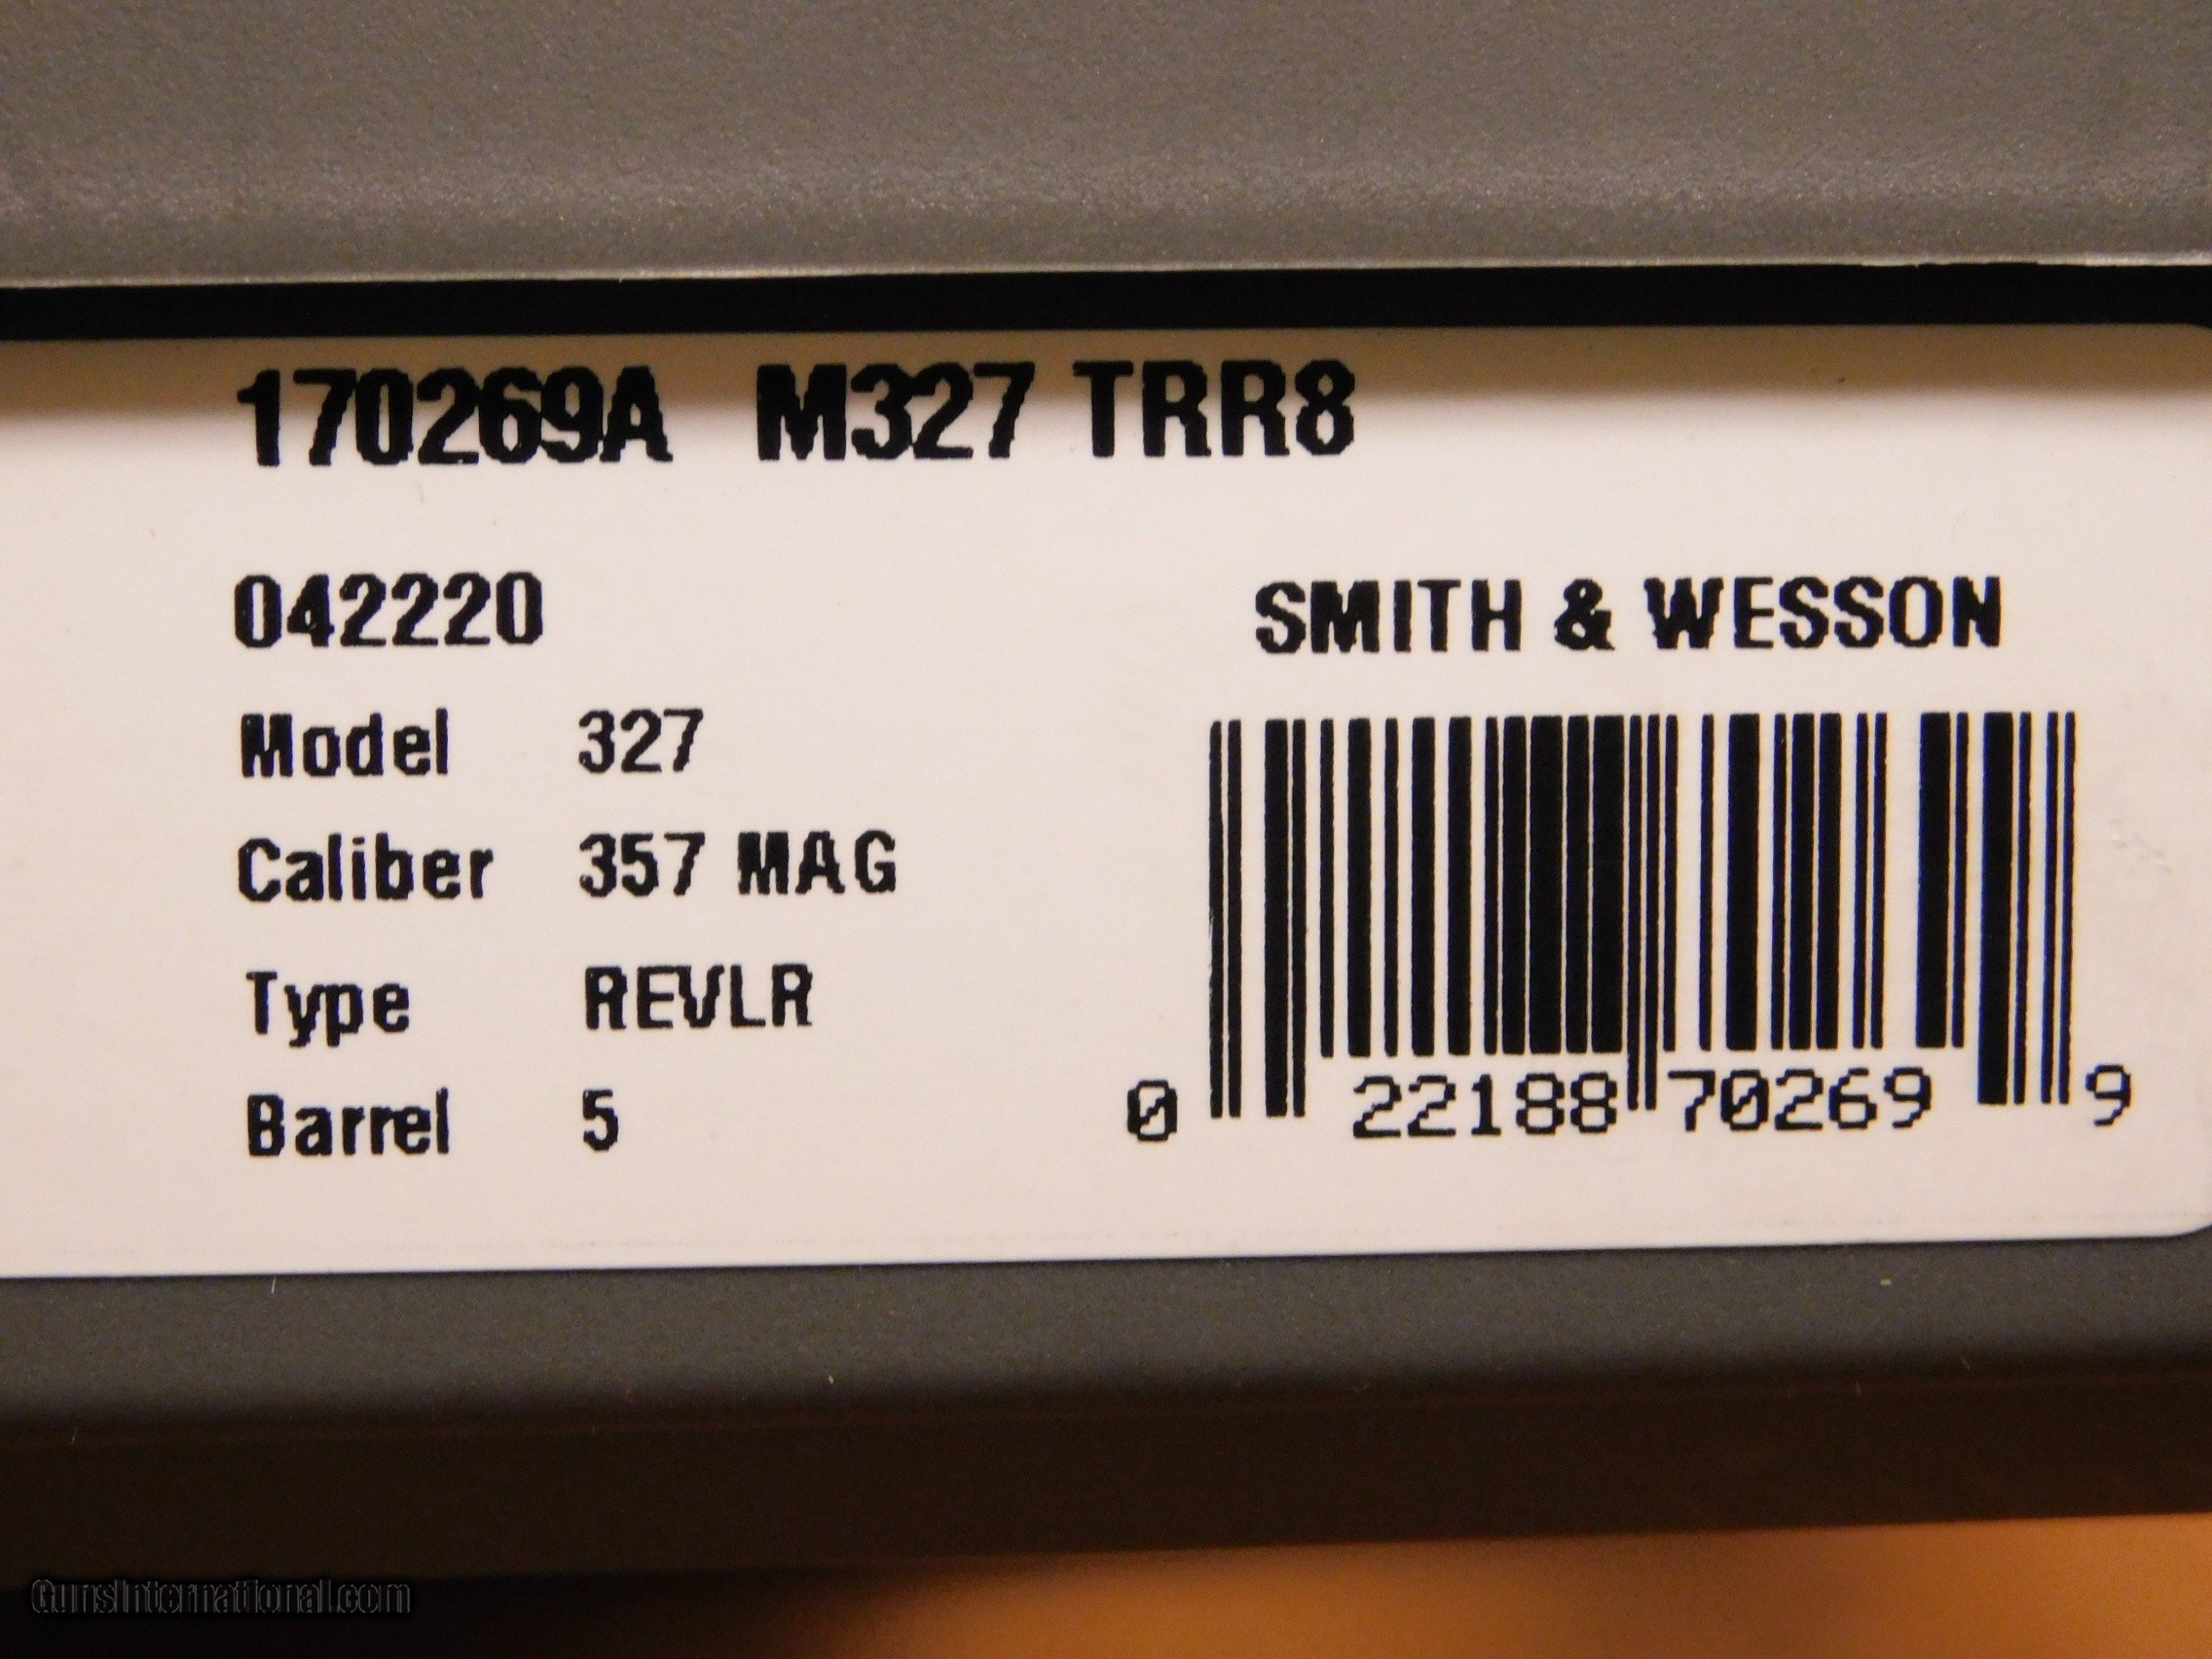 170269A M327 TRR8
042220
SMITH & WESSON
Model 327
Caliber 357 MAG
Type REVLR
Barrel 5
0 22188 70269 9
GunsInternational.com